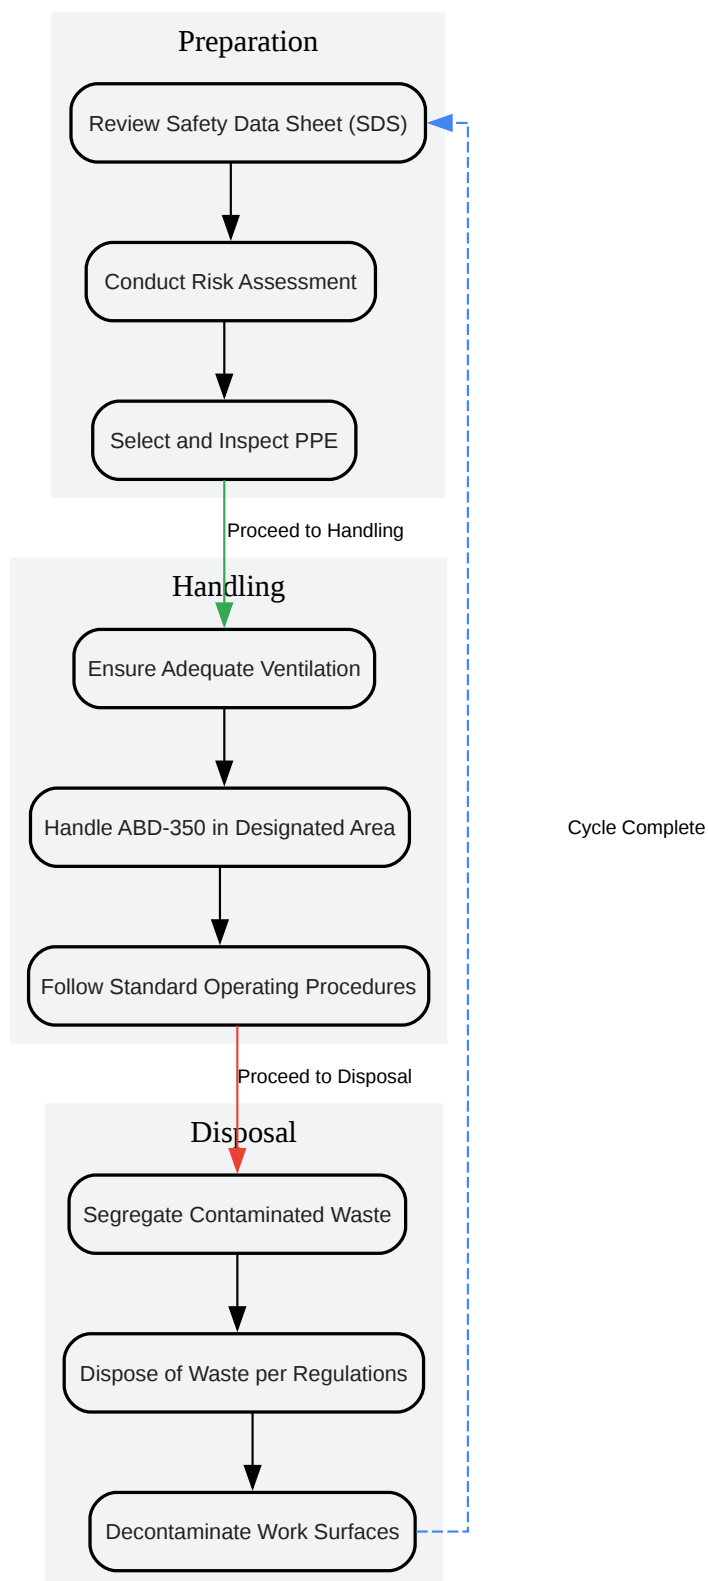 Preparation
Review Safety Data Sheet (SDS)
Conduct Risk Assessment
Select and Inspect PPE
Proceed to Handling
Handling
Ensure Adequate Ventilation
Handle ABD-350 in Designated Area
Cycle Complete
Follow Standard Operating Procedures
Proceed to Disposal
Disposal
Segregate Contaminated Waste
Dispose of Waste per Regulations
Decontaminate Work Surfaces